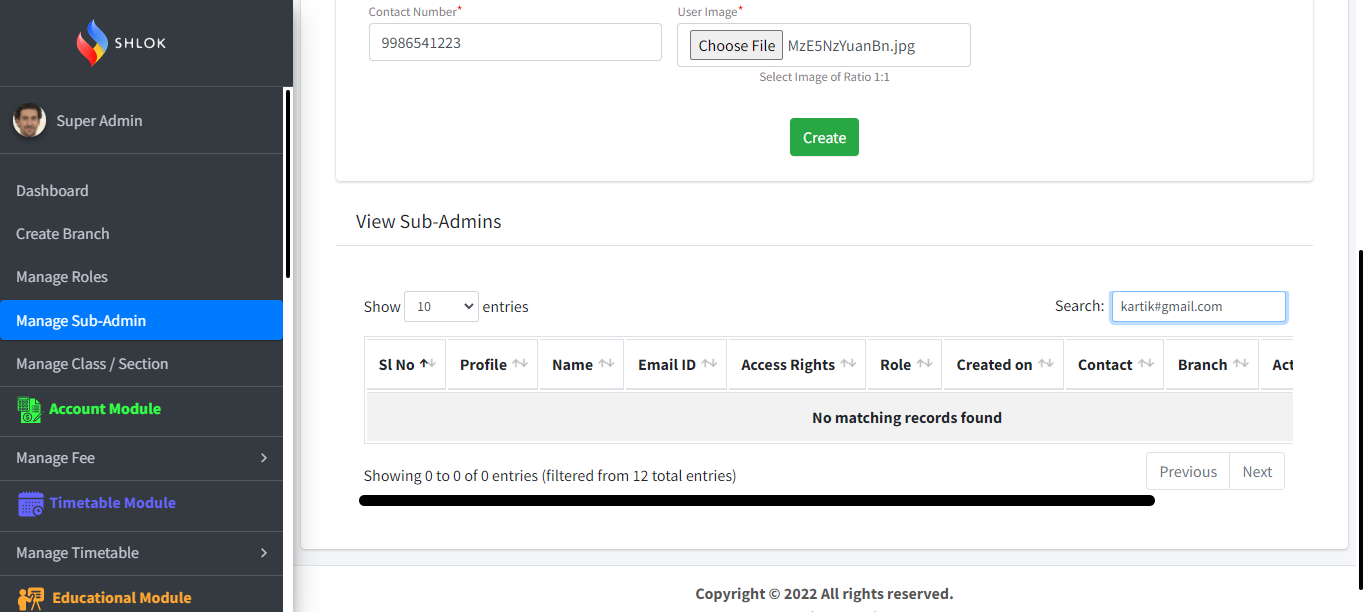 SHLOK
Super Admin
Dashboard
Create Branch
Manage Roles
Manage Sub-Admin
Manage Class / Section
Account Module
Manage Fee
Timetable Module
Manage Timetable
Educational Module
Contact Number* User Image*
9986541223 Choose File MzE5NzYuanBn.jpg
Select Image of Ratio 1:1
Create
View Sub-Admins
Show 10 entries Search: kartik#gmail.com
Sl No Profile Name Email ID Access Rights Role Created on Contact Branch Act
No matching records found
Showing 0 to 0 of 0 entries (filtered from 12 total entries) Previous Next
Copyright © 2022 All rights reserved.